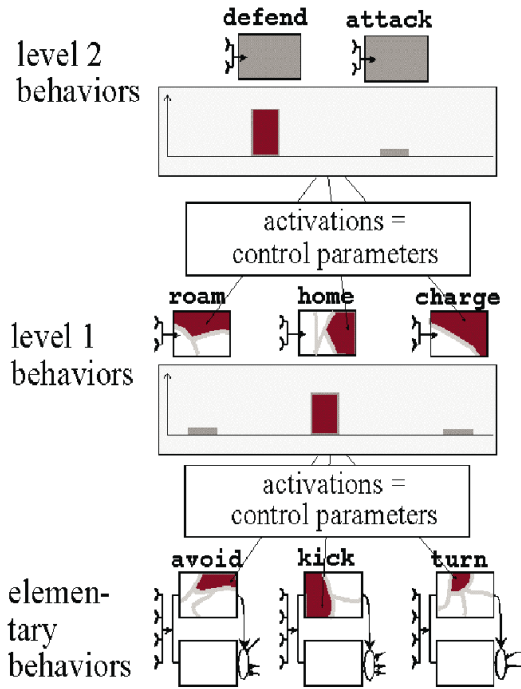 defend attack
level 2
behaviors
activations =
control parameters
roam home charge
level 1
behaviors
activations =
control parameters
avoid kick turn
elemen-
tary
behaviors